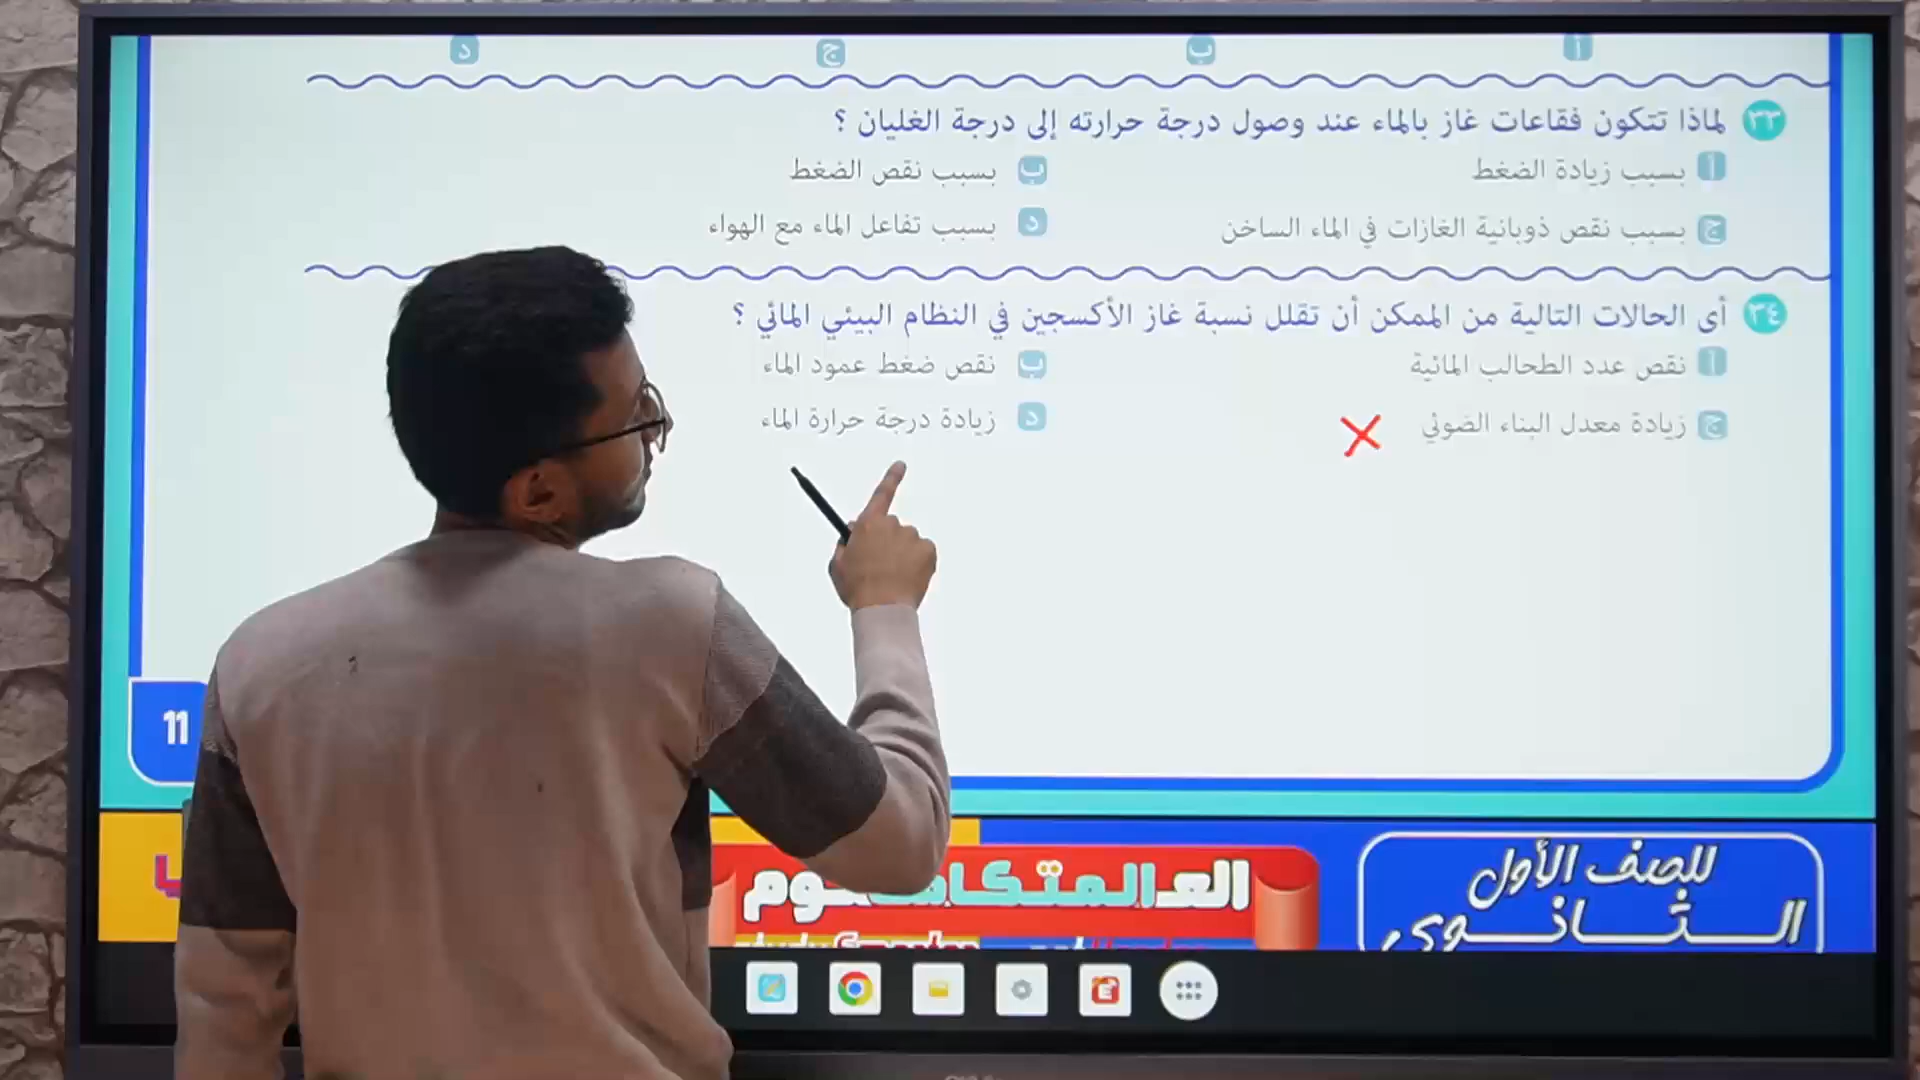 أ ب ج د
٣٣ لماذا تتكون فقاعات غاز بالماء عند وصول درجة حرارته إلى درجة الغليان ؟
أ بسبب زيادة الضغط ب بسبب نقص الضغط
ج بسبب نقص ذوبانية الغازات في الماء الساخن د بسبب تفاعل الماء مع الهواء
٣٤ أى الحالات التالية من الممكن أن تقلل نسبة غاز الأكسجين في النظام البيئي المائي ؟
أ نقص عدد الطحالب المائية ب نقص ضغط عمود الماء
ج زيادة معدل البناء الضوئي د زيادة درجة حرارة الماء
11
للصف الأول
الثانوي